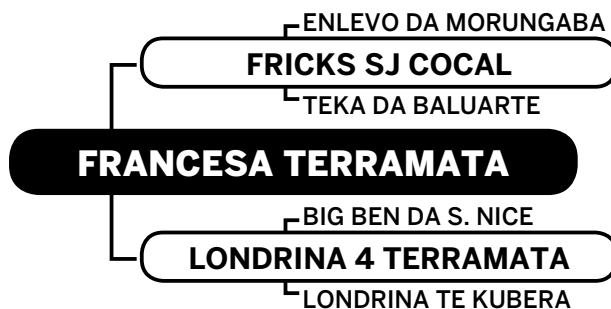 ENLEVO DA MORUNGABA
FRICKS SJ COCAL
TEKA DA BALUARTE
FRANCESA TERRAMATA
BIG BEN DA S. NICE
LONDRINA 4 TERRAMATA
LONDRINA TE KUBERA